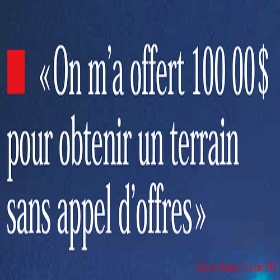 «On m’a offert 100 00$
pour obtenir un terrain
sans appel d’offres»